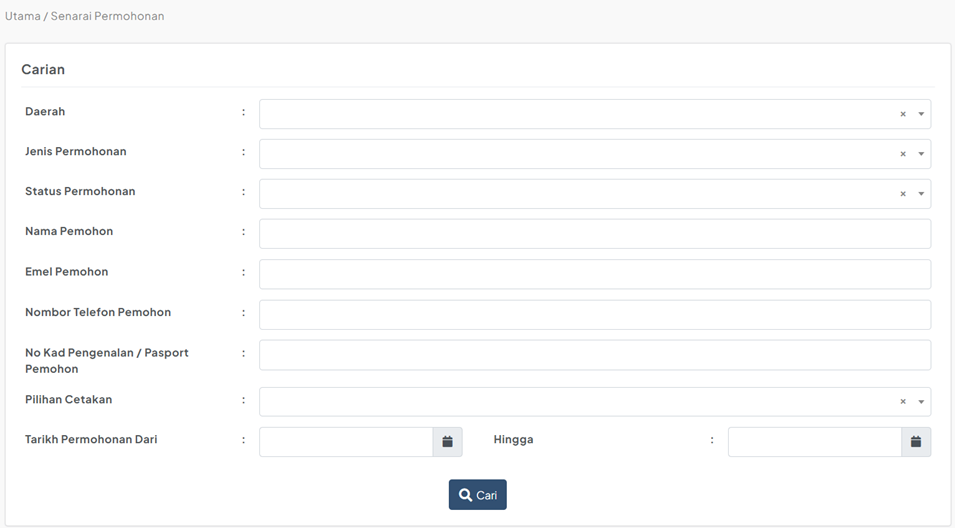 Utama / Senarai Permohonan
Carian
Daerah :
Jenis Permohonan :
Status Permohonan :
Nama Pemohon :
Emel Pemohon :
Nombor Telefon Pemohon :
No Kad Pengenalan / Pasport :
Pemohon
Pilihan Cetakan :
Tarikh Permohonan Dari : Hingga :
Cari